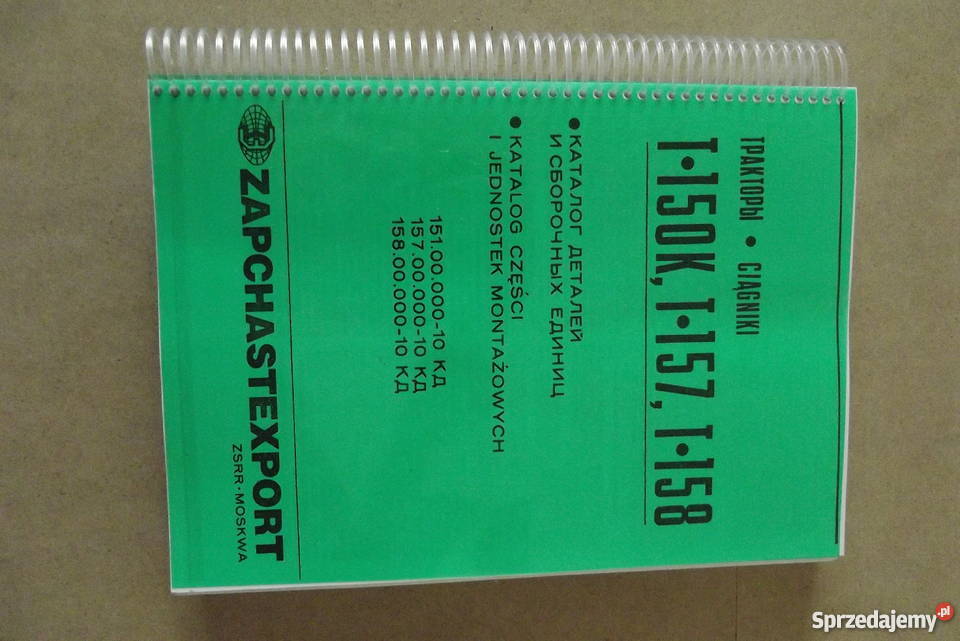 ТРАКТОРЫ • CIĄGNIKI
T·150K, T·157, T·158
• КАТАЛОГ ДЕТАЛЕЙ
И СБОРОЧНЫХ ЕДИНИЦ
• KATALOG CZĘŚCI
I JEDNOSTEK MONTAŻOWYCH
151.00.000-10 КД
157.00.000-10 КД
158.00.000-10 КД
ZAPCHASTEXPORT
ZSRR·MOSKWA
Sprzedajemy.pl